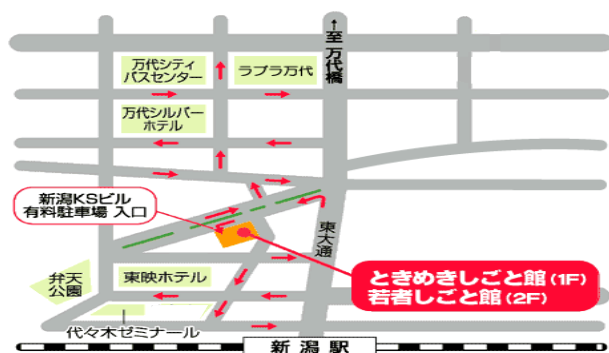 ↑至 万代橋
万代シティ
バスセンター
ラブラ万代
万代シルバー
ホテル
新潟KSビル
有料駐車場 入口
東大通
ときめきしごと館(1F)
若者しごと館(2F)
弁天
公園
東映ホテル
代々木ゼミナール
新潟駅